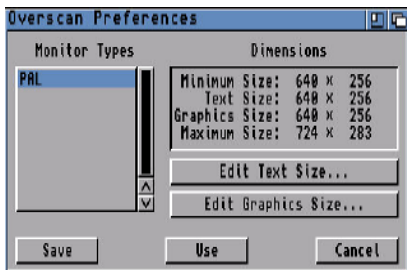 Overscan Preferences
Monitor Types
PAL
Dimensions
Minimum Size: 640 × 256
Text Size: 640 × 256
Graphics Size: 640 × 256
Maximum Size: 724 × 283
Edit Text Size...
Edit Graphics Size...
Save
Use
Cancel